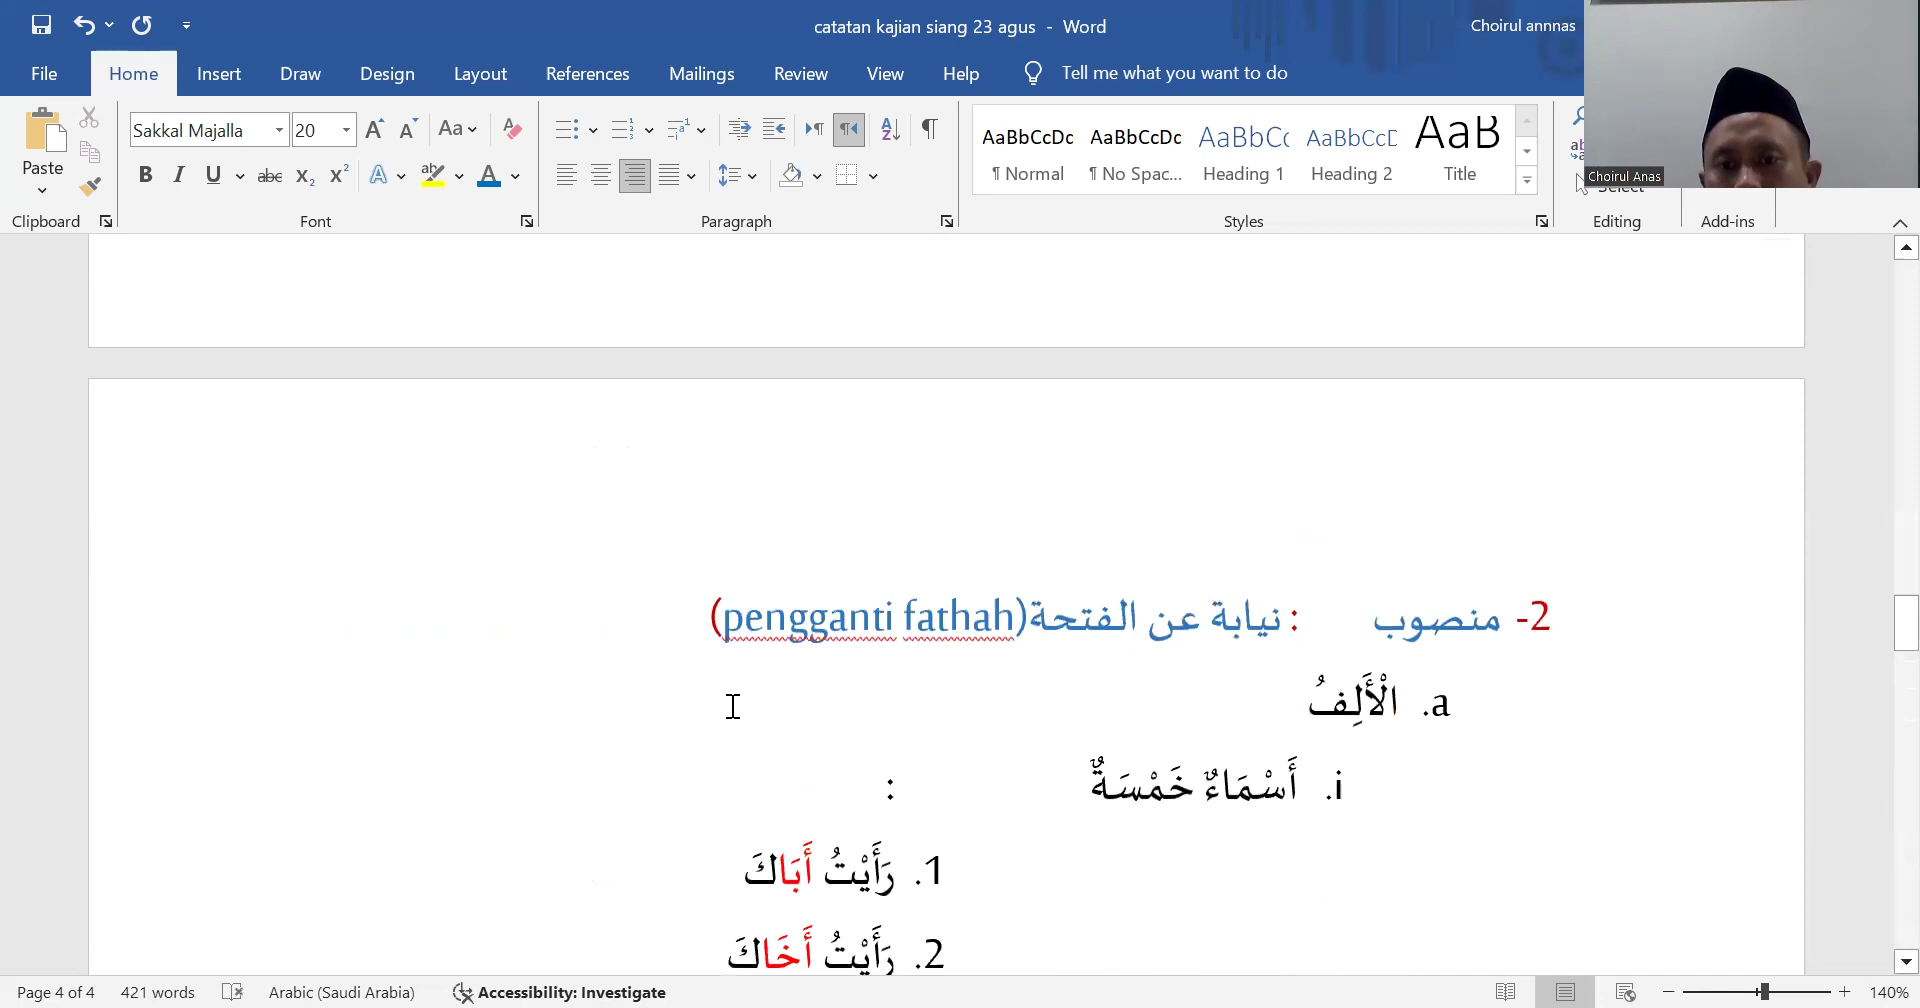 catatan kajian siang 23 agus - Word
Choirul annnas
File Home Insert Draw Design Layout References Mailings Review View Help Tell me what you want to do
Sakkal Majalla 20
Paste
Clipboard
Font
Paragraph
AaBbCcDc AaBbCcDc AaBbC AaBbCcD AaB
¶ Normal ¶ No Spac... Heading 1 Heading 2 Title
Styles
Choirul Anas
Select
Editing
Add-ins
2- منصوب : نيابة عن الفتحة(pengganti fathah)
a. الْأَلِفُ
i. أَسْمَاءٌ خَمْسَةٌ :
1. رَأَيْتُ أَبَاكَ
2. رَأَيْتُ أَخَاكَ
Page 4 of 4 421 words Arabic (Saudi Arabia) Accessibility: Investigate 140%